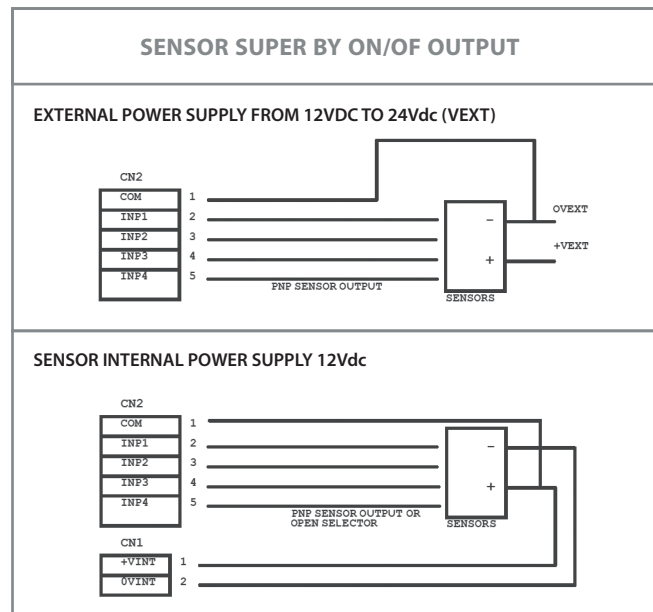 SENSOR SUPER BY ON/OF OUTPUT
EXTERNAL POWER SUPPLY FROM 12VDC TO 24Vdc (VEXT)
CN2
COM 1
INP1 2
INP2 3
INP3 4
INP4 5
PNP SENSOR OUTPUT
-
+
SENSORS
OVEXT
+VEXT
SENSOR INTERNAL POWER SUPPLY 12Vdc
CN2
COM 1
INP1 2
INP2 3
INP3 4
INP4 5
PNP SENSOR OUTPUT OR
OPEN SELECTOR
-
+
SENSORS
CN1
+VINT 1
0VINT 2